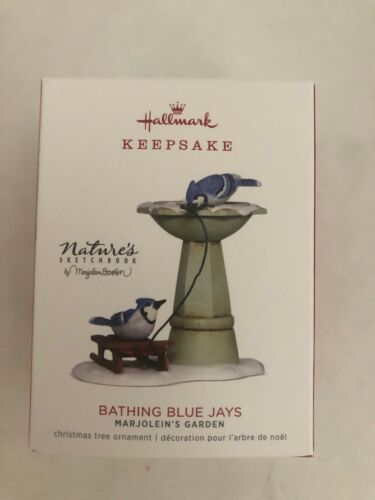 Hallmark
KEEPSAKE
Nature's
SKETCHBOOK
by Marjolein Bastin
BATHING BLUE JAYS
MARJOLEIN'S GARDEN
christmas tree ornament | décoration pour l'arbre de noël